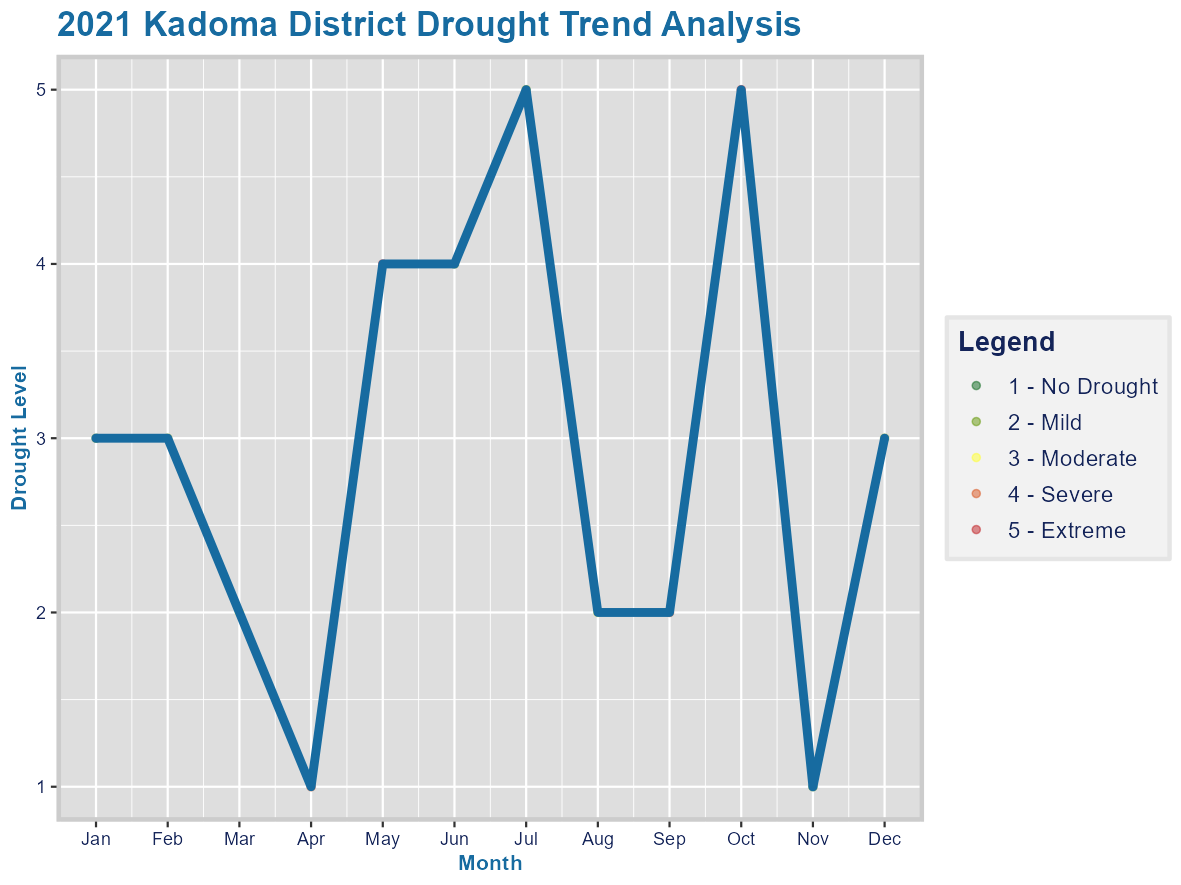 2021 Kadoma District Drought Trend Analysis
Drought Level
5
4
3
2
1
Jan Feb Mar Apr May Jun Jul Aug Sep Oct Nov Dec
Month
Legend
1 - No Drought
2 - Mild
3 - Moderate
4 - Severe
5 - Extreme